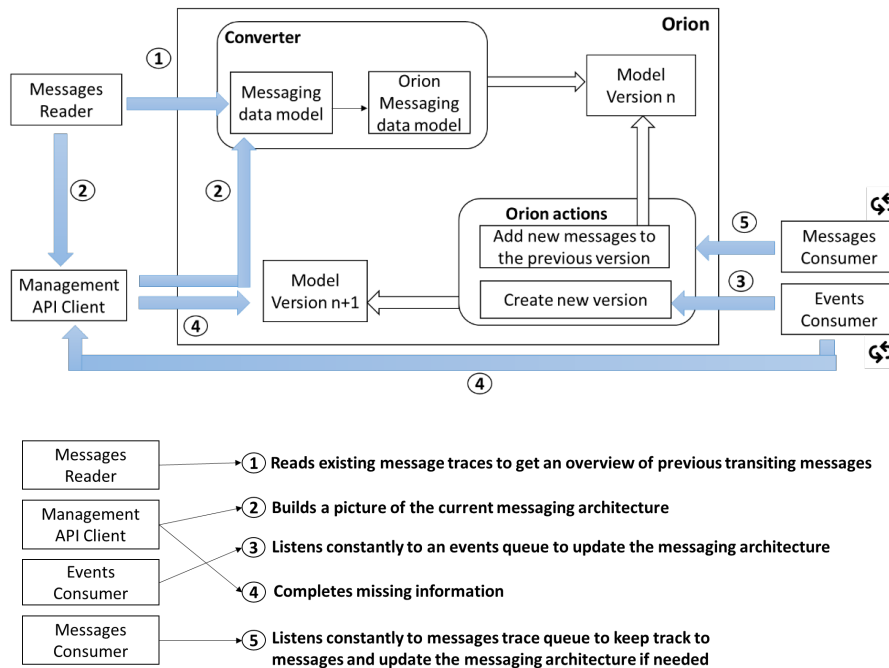 Orion
Converter
1
Messages
Reader
Messaging
data model
Orion
Messaging
data model
Model
Version n
2
2
Orion actions
Add new messages to
the previous version
5
Messages
Consumer
Management
API Client
Model
Version n+1
Create new version
3
Events
Consumer
4
4
Messages
Reader
1 Reads existing message traces to get an overview of previous transiting messages
Management
API Client
2 Builds a picture of the current messaging architecture
3 Listens constantly to an events queue to update the messaging architecture
Events
Consumer
4 Completes missing information
Messages
Consumer
5 Listens constantly to messages trace queue to keep track to
messages and update the messaging architecture if needed